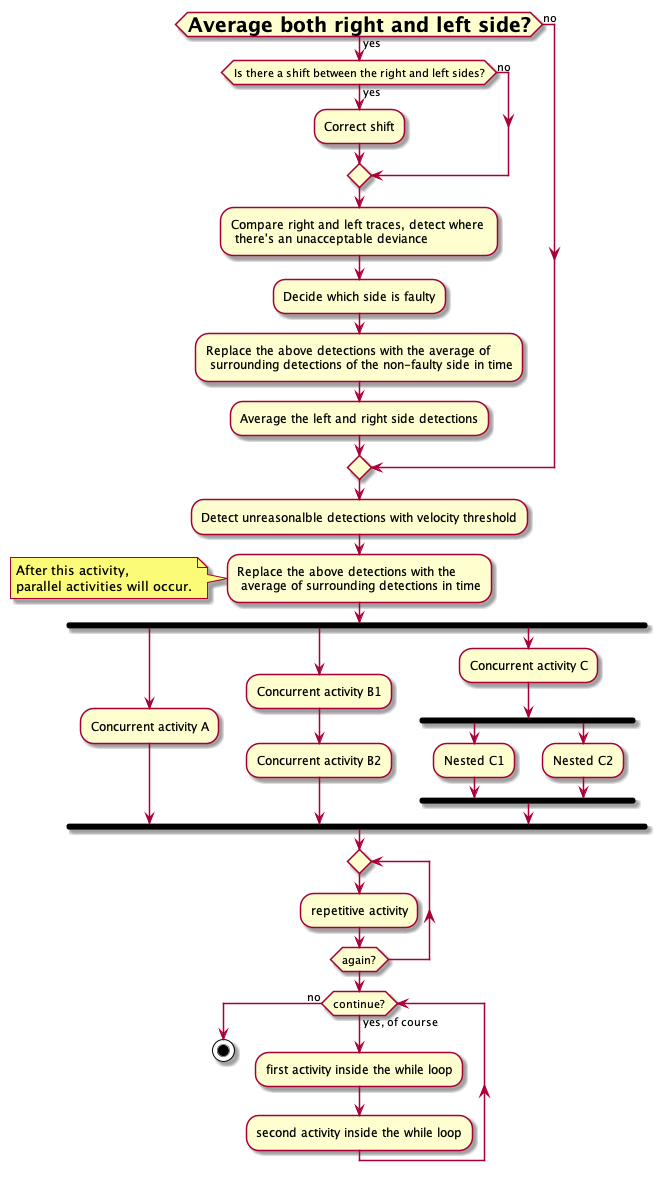 Average both right and left side?
no
yes
Is there a shift between the right and left sides?
no
yes
Correct shift
Compare right and left traces, detect where
there's an unacceptable deviance
Decide which side is faulty
Replace the above detections with the average of
surrounding detections of the non-faulty side in time
Average the left and right side detections
Detect unreasonalble detections with velocity threshold
After this activity,
parallel activities will occur.
Replace the above detections with the
average of surrounding detections in time
Concurrent activity A
Concurrent activity B1
Concurrent activity B2
Concurrent activity C
Nested C1
Nested C2
repetitive activity
again?
no
continue?
yes, of course
first activity inside the while loop
second activity inside the while loop